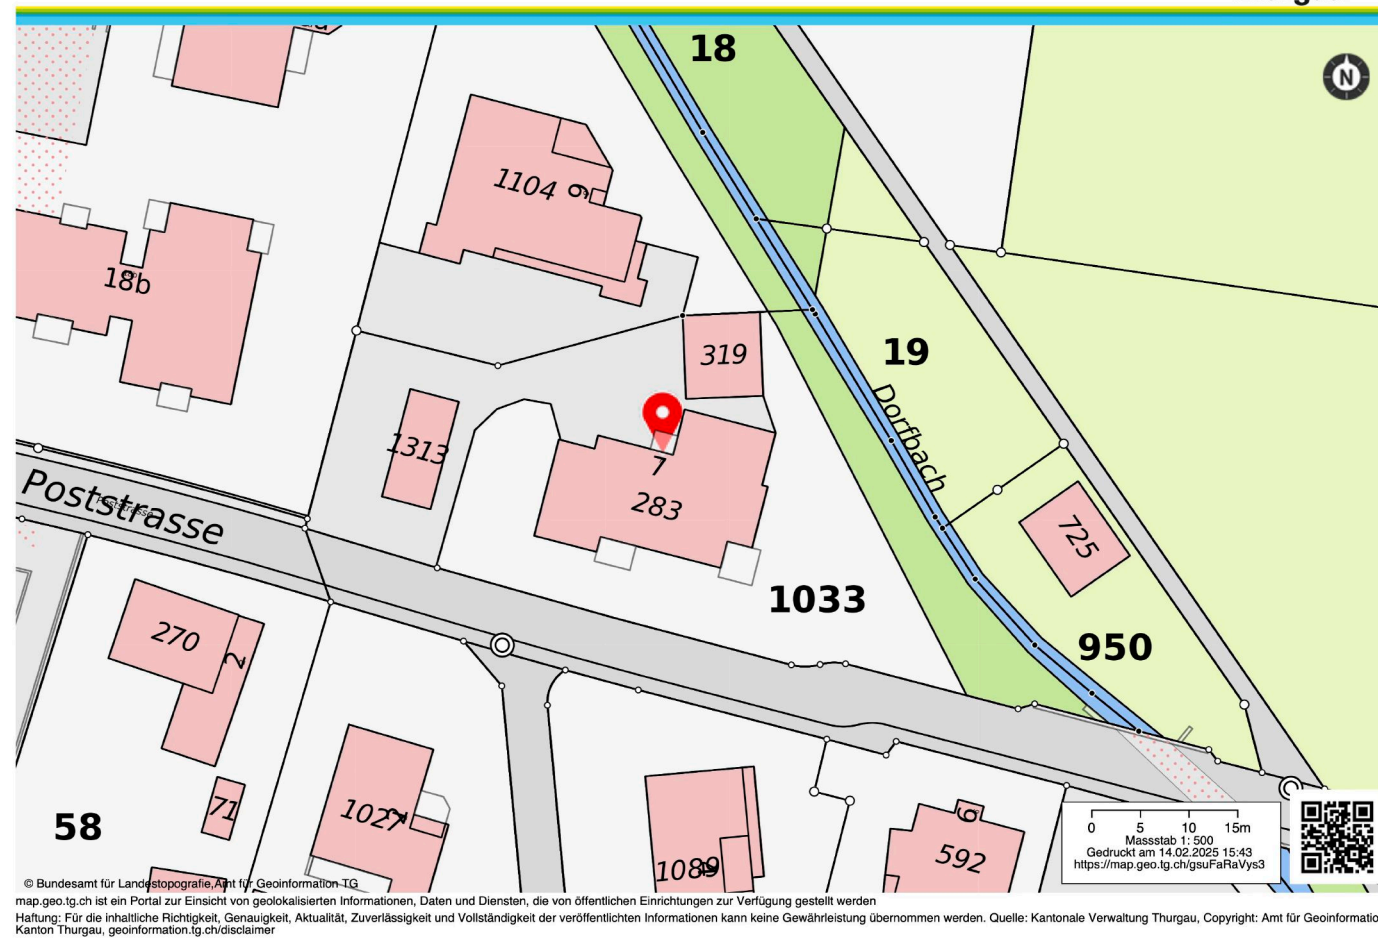 18
1104
9
18b
319
19
Dorfbach
1313
7
283
Poststrasse
Poststrasse
725
1033
950
270
2
71
1027
58
1089
6
592
0 5 10 15m
Massstab 1: 500
Gedruckt am 14.02.2025 15:43
https://map.geo.tg.ch/gsuFaRaVys3
N
© Bundesamt für Landestopografie,Amt für Geoinformation TG
map.geo.tg.ch ist ein Portal zur Einsicht von geolokalisierten Informationen, Daten und Diensten, die von öffentlichen Einrichtungen zur Verfügung gestellt werden
Haftung: Für die inhaltliche Richtigkeit, Genauigkeit, Aktualität, Zuverlässigkeit und Vollständigkeit der veröffentlichten Informationen kann keine Gewährleistung übernommen werden. Quelle: Kantonale Verwaltung Thurgau, Copyright: Amt für Geoinformatio
Kanton Thurgau, geoinformation.tg.ch/disclaimer